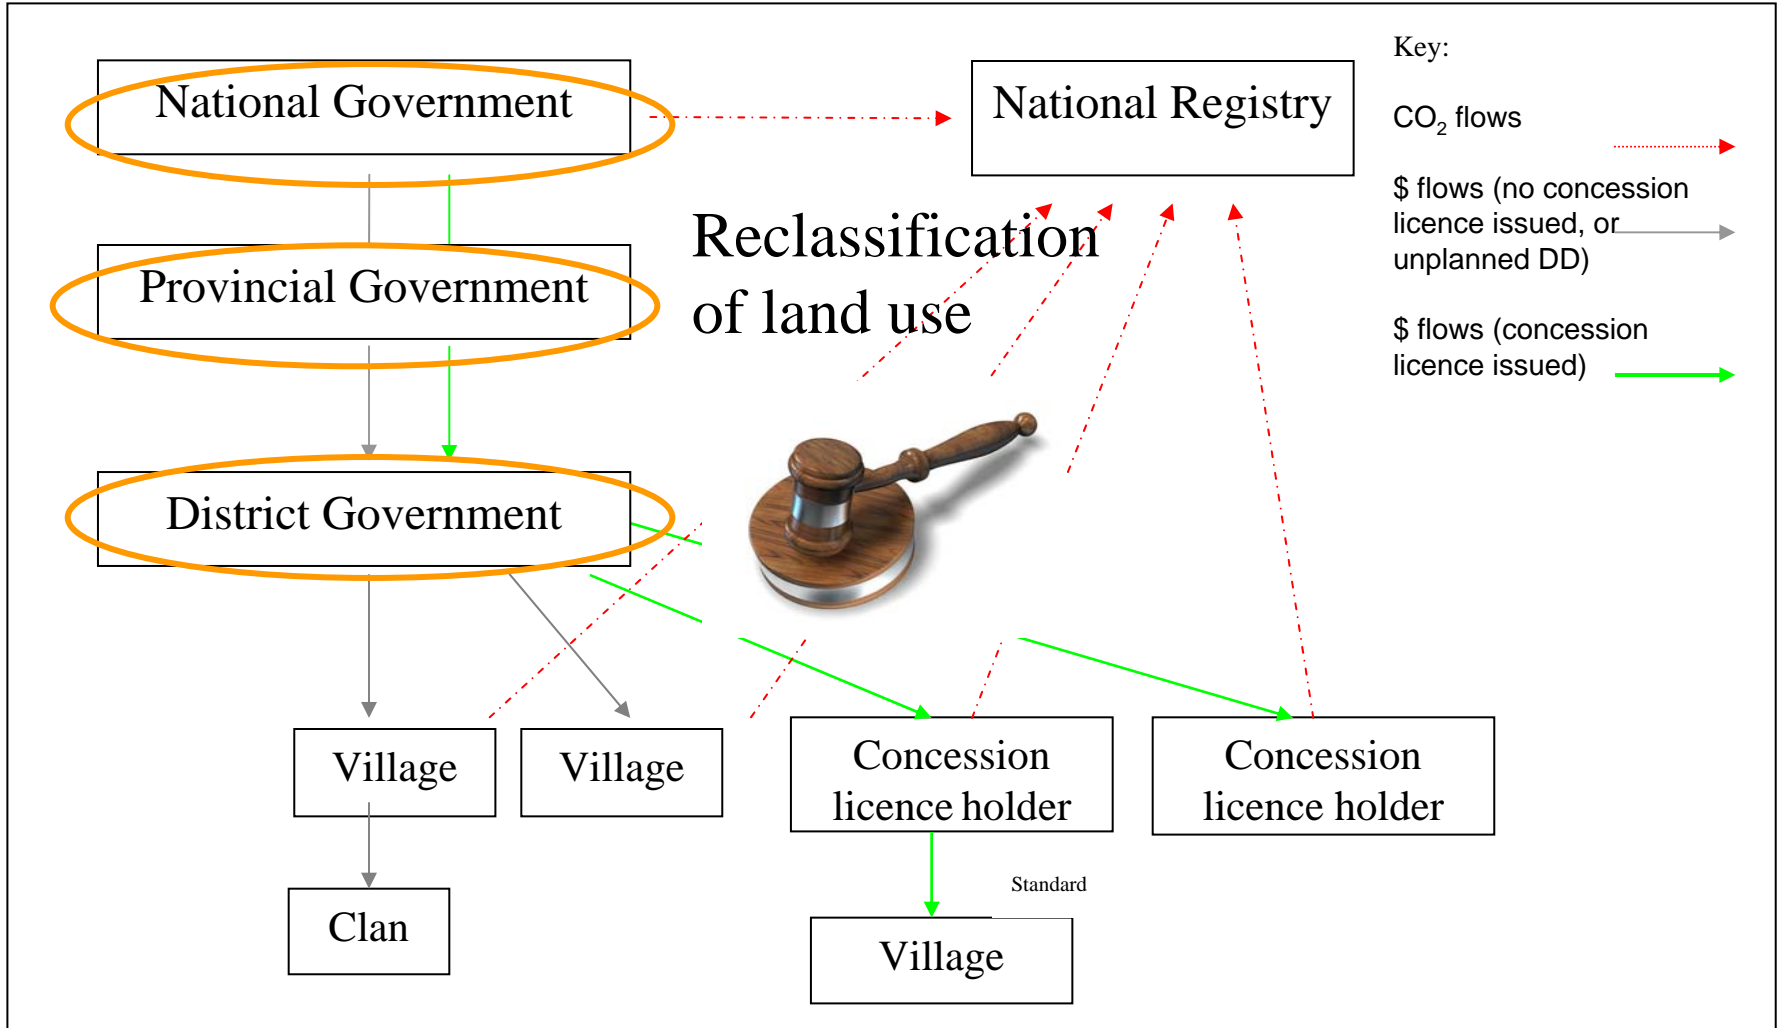 National Government
National Registry
Key:
CO₂ flows
$ flows (no concession
licence issued, or
unplanned DD)
$ flows (concession
licence issued)
Reclassification
of land use
Provincial Government
District Government
Village
Village
Concession
licence holder
Concession
licence holder
Standard
Clan
Village